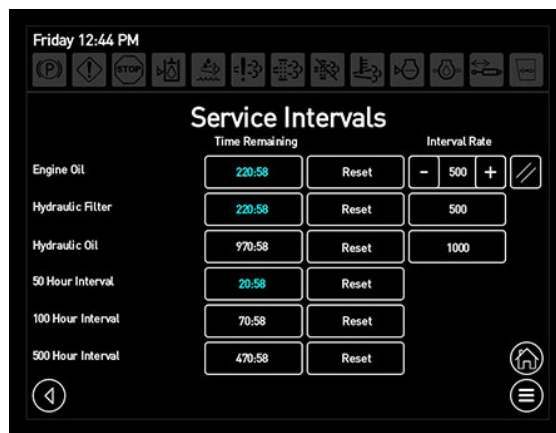 Friday 12:44 PM
STOP
Service Intervals
Time Remaining Interval Rate
Engine Oil 220:58 Reset - 500 +
Hydraulic Filter 220:58 Reset 500
Hydraulic Oil 970:58 Reset 1000
50 Hour Interval 20:58 Reset
100 Hour Interval 70:58 Reset
500 Hour Interval 470:58 Reset